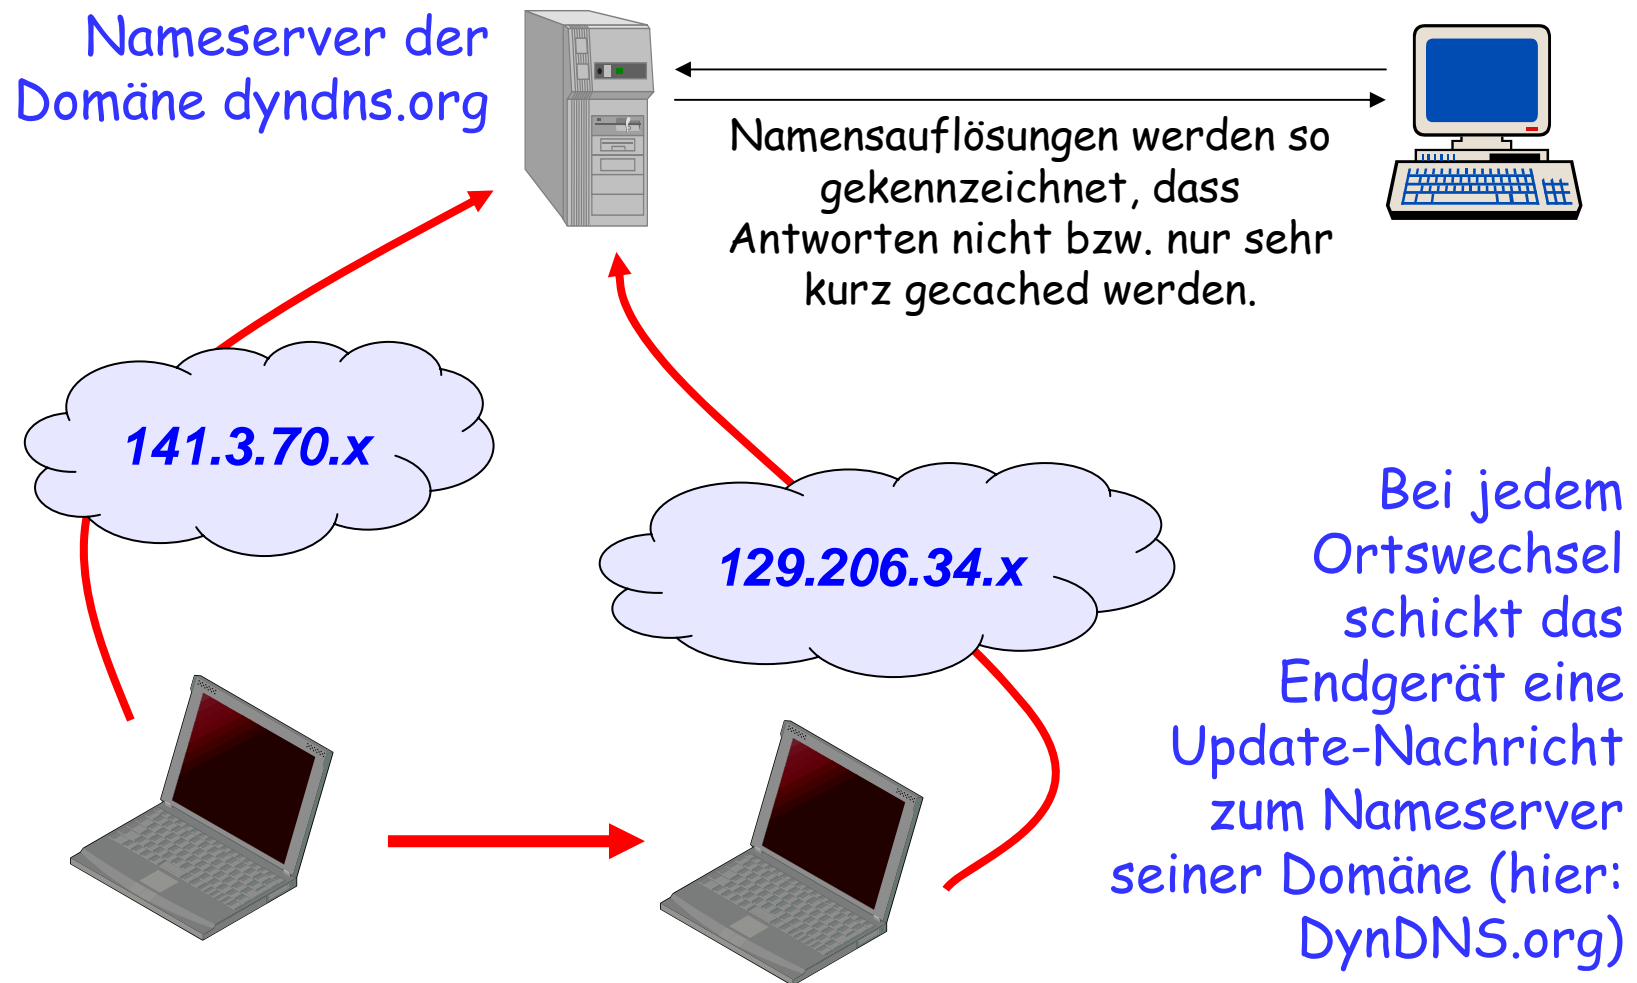 Nameserver der
Domäne dyndns.org
Namensauflösungen werden so
gekennzeichnet, dass
Antworten nicht bzw. nur sehr
kurz gecached werden.
141.3.70.x
129.206.34.x
Bei jedem
Ortswechsel
schickt das
Endgerät eine
Update-Nachricht
zum Nameserver
seiner Domäne (hier:
DynDNS.org)